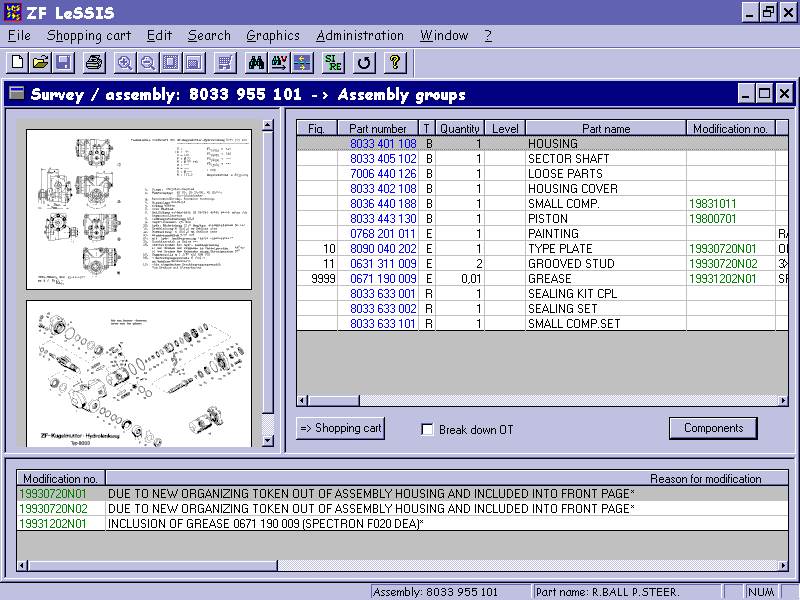 ZF LeSSIS
File Shopping cart Edit Search Graphics Administration Window ?
SI RE
Survey / assembly: 8033 955 101 -> Assembly groups
Fig. Part number T Quantity Level Part name Modification no.
8033 401 108 B 1 HOUSING
8033 405 102 B 1 SECTOR SHAFT
7006 440 126 B 1 LOOSE PARTS
8033 402 108 B 1 HOUSING COVER
8036 440 188 B 1 SMALL COMP. 19831011
8033 443 130 B 1 PISTON 19800701
0768 201 011 E 1 PAINTING
10 8090 040 202 E 1 TYPE PLATE 19930720N01
11 0631 311 009 E 2 GROOVED STUD 19930720N02
9999 0671 190 009 E 0,01 GREASE 19931202N01
8033 633 001 R 1 SEALING KIT CPL
8033 633 002 R 1 SEALING SET
8033 633 101 R 1 SMALL COMP.SET
ZF-Kugelmutter-Hydrolenkung
Typ 8033
=> Shopping cart Break down OT Components
Modification no. Reason for modification
19930720N01 DUE TO NEW ORGANIZING TOKEN OUT OF ASSEMBLY HOUSING AND INCLUDED INTO FRONT PAGE*
19930720N02 DUE TO NEW ORGANIZING TOKEN OUT OF ASSEMBLY HOUSING AND INCLUDED INTO FRONT PAGE*
19931202N01 INCLUSION OF GREASE 0671 190 009 (SPECTRON F020 DEA)*
Assembly: 8033 955 101 Part name: R.BALL P.STEER. NUM